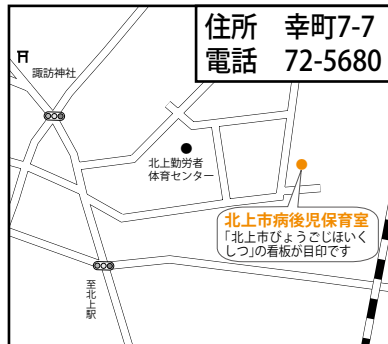 住所　幸町7-7
電話　72-5680
諏訪神社
北上勤労者
体育センター
北上市病後児保育室
「北上市びょうごじほいく
しつ」の看板が目印です
至北上駅